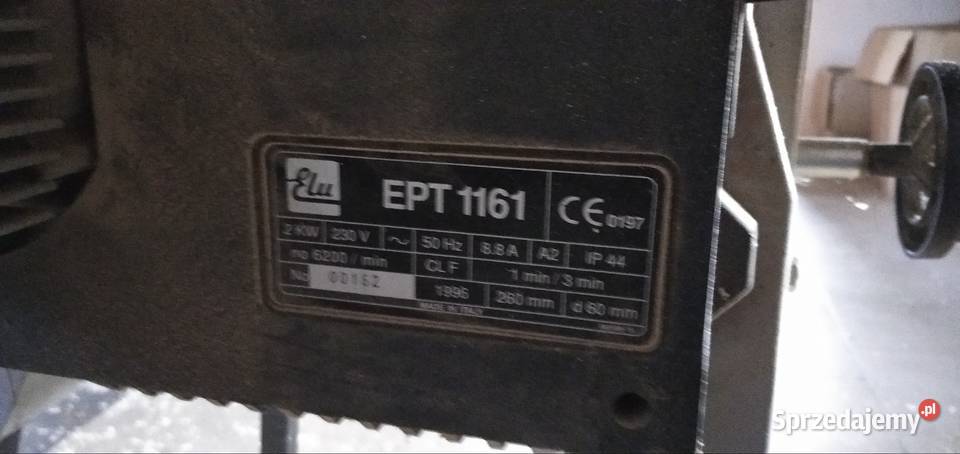 Elu
EPT 1161
CE 0197
2 KW 230 V ~ 50 Hz 8.8 A A2 IP 44
no 6200 / min CL F 1 min / 3 min
No 00152 1996 260 mm d 60 mm
MADE IN ITALY
Sprzedajemy.pl